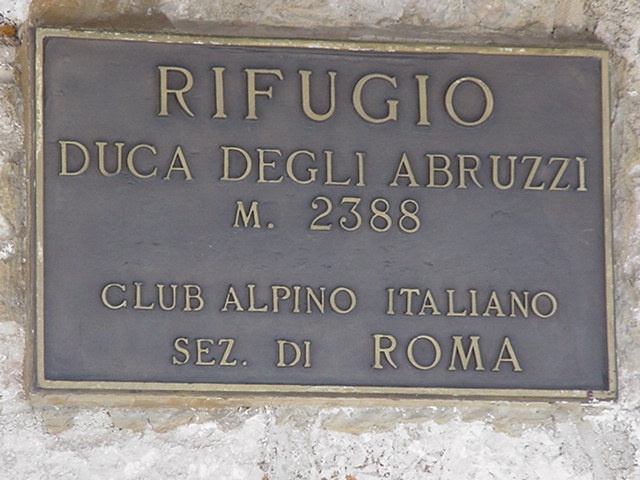 RIFUGIO
DUCA DEGLI ABRUZZI
M. 2388
CLUB ALPINO ITALIANO
SEZ. DI ROMA